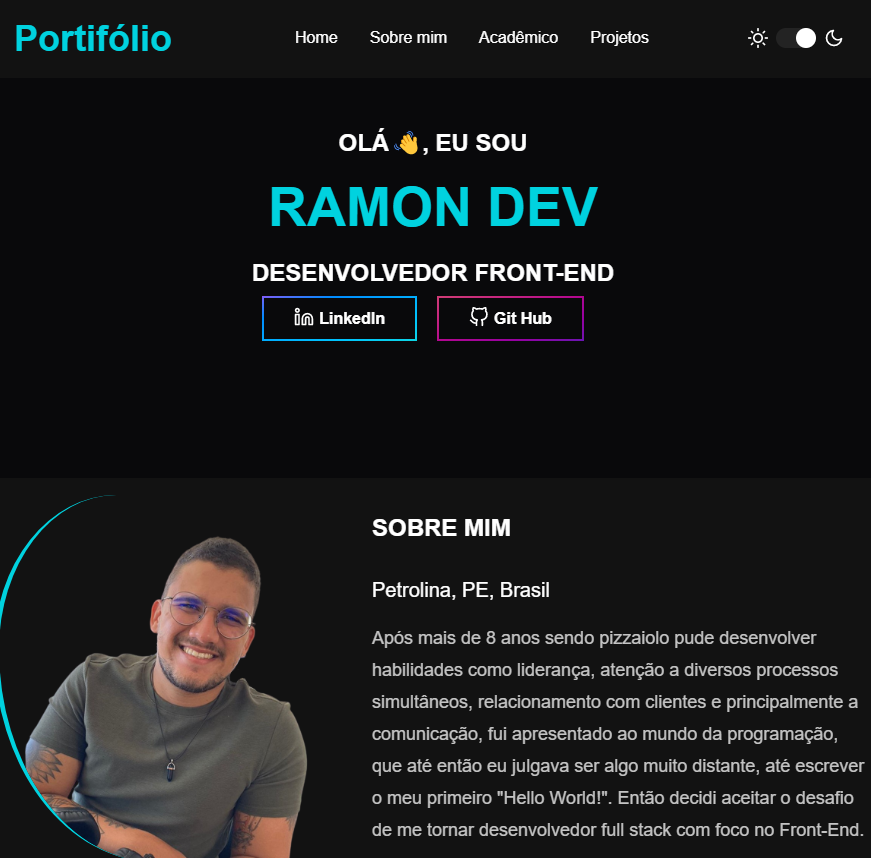 Portifólio
Home Sobre mim Acadêmico Projetos
OLÁ 👋, EU SOU
RAMON DEV
DESENVOLVEDOR FRONT-END
LinkedIn Git Hub
SOBRE MIM
Petrolina, PE, Brasil
Após mais de 8 anos sendo pizzaiolo pude desenvolver
habilidades como liderança, atenção a diversos processos
simultâneos, relacionamento com clientes e principalmente a
comunicação, fui apresentado ao mundo da programação,
que até então eu julgava ser algo muito distante, até escrever
o meu primeiro "Hello World!". Então decidi aceitar o desafio
de me tornar desenvolvedor full stack com foco no Front-End.